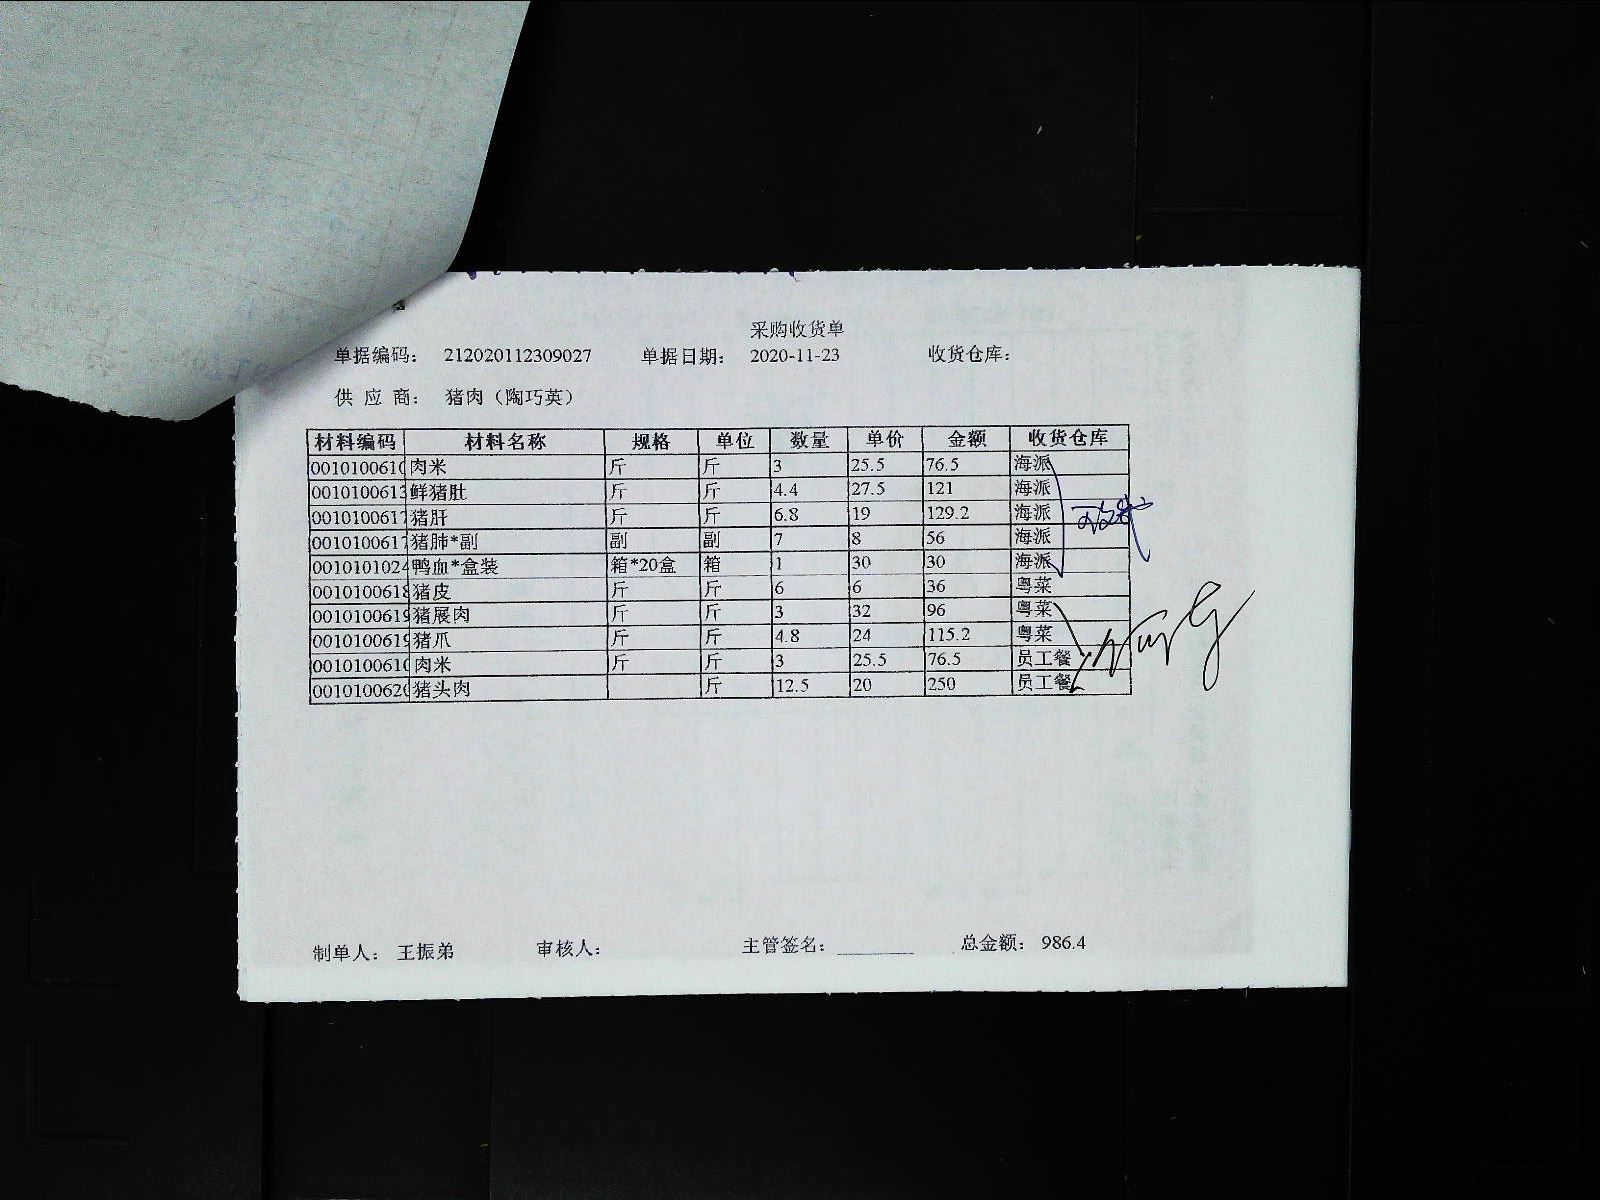 采购收货单
单据编码： 212020112309027 单据日期： 2020-11-23 收货仓库：
供 应 商： 猪肉（陶巧英）
材料编码 材料名称 规格 单位 数量 单价 金额 收货仓库
0010100610 肉米 斤 斤 3 25.5 76.5 海派
0010100613 鲜猪肚 斤 斤 4.4 27.5 121 海派
0010100617 猪肝 斤 斤 6.8 19 129.2 海派
0010100617 猪肺*副 副 副 7 8 56 海派
0010101024 鸭血*盒装 箱*20盒 箱 1 30 30 海派
0010100618 猪皮 斤 斤 6 6 36 粤菜
0010100619 猪展肉 斤 斤 3 32 96 粤菜
0010100619 猪爪 斤 斤 4.8 24 115.2 粤菜
0010100610 肉米 斤 斤 3 25.5 76.5 员工餐
0010100620 猪头肉 斤 12.5 20 250 员工餐
制单人： 王振弟 审核人： 主管签名： 总金额： 986.4